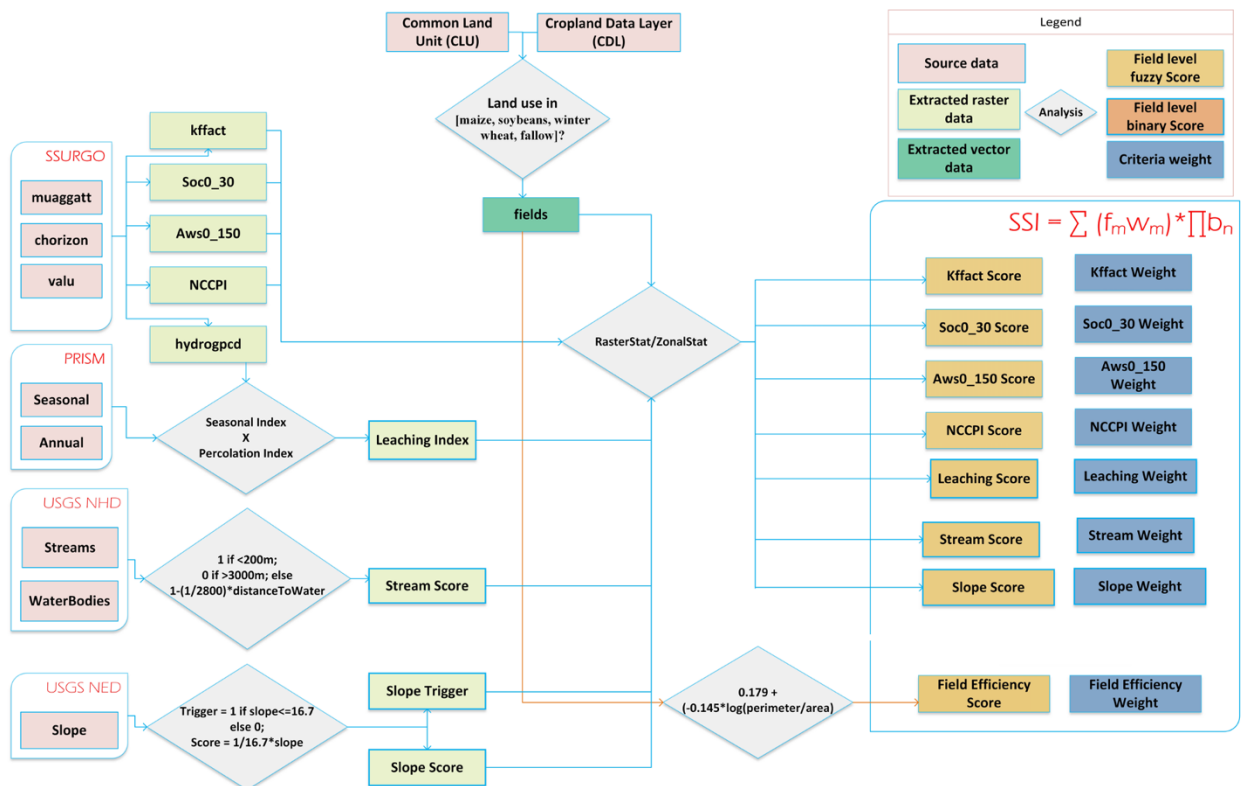 Common Land
Unit (CLU)
Cropland Data Layer
(CDL)
Legend
Source data
Field level
fuzzy Score
Extracted raster
data
Analysis
Field level
binary Score
Extracted vector
data
Criteria weight
Land use in
[maize, soybeans, winter
wheat, fallow]?
fields
SSURGO
muaggatt
chorizon
valu
kffact
Soc0_30
Aws0_150
NCCPI
hydrogpcd
PRISM
Seasonal
Annual
Seasonal Index
X
Percolation Index
Leaching Index
RasterStat/ZonalStat
USGS NHD
Streams
WaterBodies
1 if <200m;
0 if >3000m; else
1-(1/2800)*distanceToWater
Stream Score
USGS NED
Slope
Trigger = 1 if slope<=16.7
else 0;
Score = 1/16.7*slope
Slope Trigger
Slope Score
0.179 +
(-0.145*log(perimeter/area)
SSI = ∑ (fmwm)*∏bn
Kffact Score
Kffact Weight
Soc0_30 Score
Soc0_30 Weight
Aws0_150 Score
Aws0_150
Weight
NCCPI Score
NCCPI Weight
Leaching Score
Leaching Weight
Stream Score
Stream Weight
Slope Score
Slope Weight
Field Efficiency
Score
Field Efficiency
Weight